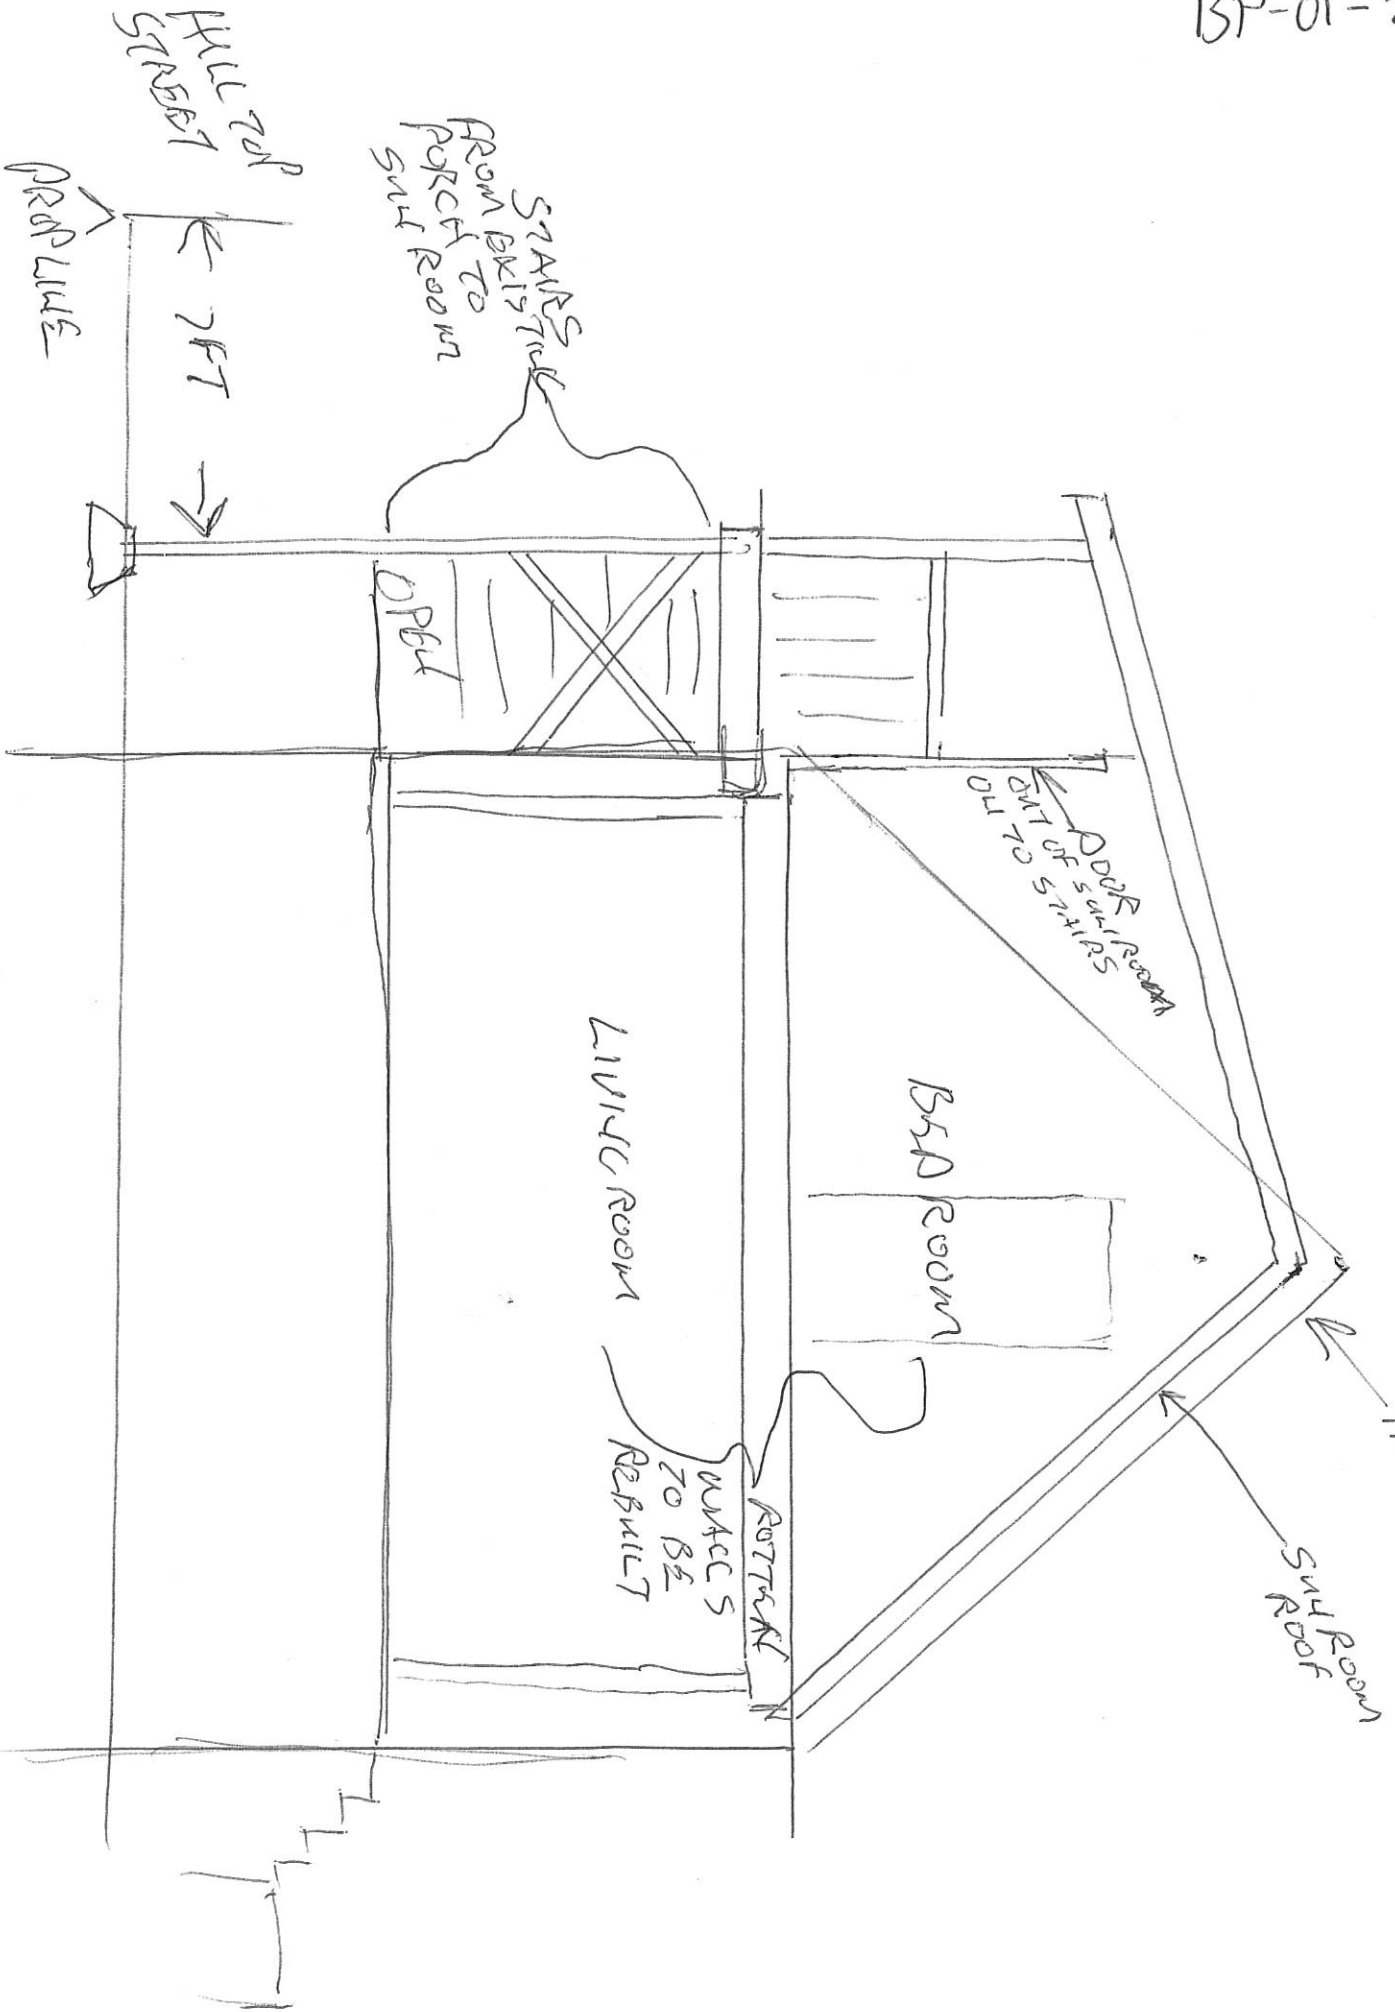 BP-01-
HILL TOP
STREET
PROP LINE
7FT
STAIRS
FROM EXISTING
PORCH TO
SUN ROOM
OPEN
DOOR
OUT OF SUN ROOM
ON TO STAIRS
BED ROOM
LIVING ROOM
ROTTEN
WALLS
TO BE
REBUILT
SUN ROOM
ROOF